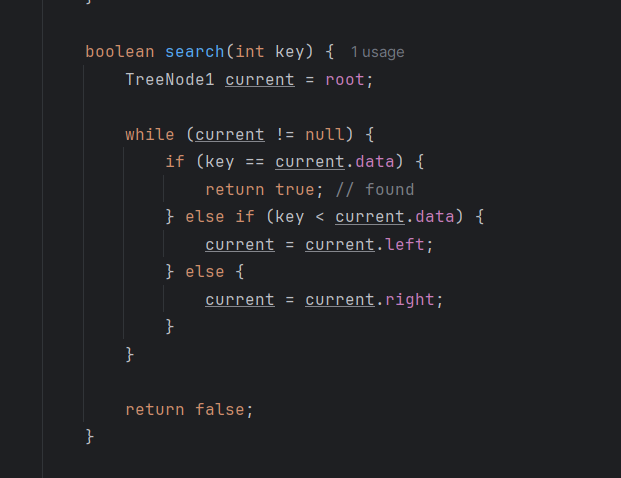 }
boolean search(int key) { 1 usage
TreeNode1 current = root;
while (current != null) {
if (key == current.data) {
return true; // found
} else if (key < current.data) {
current = current.left;
} else {
current = current.right;
}
}
return false;
}